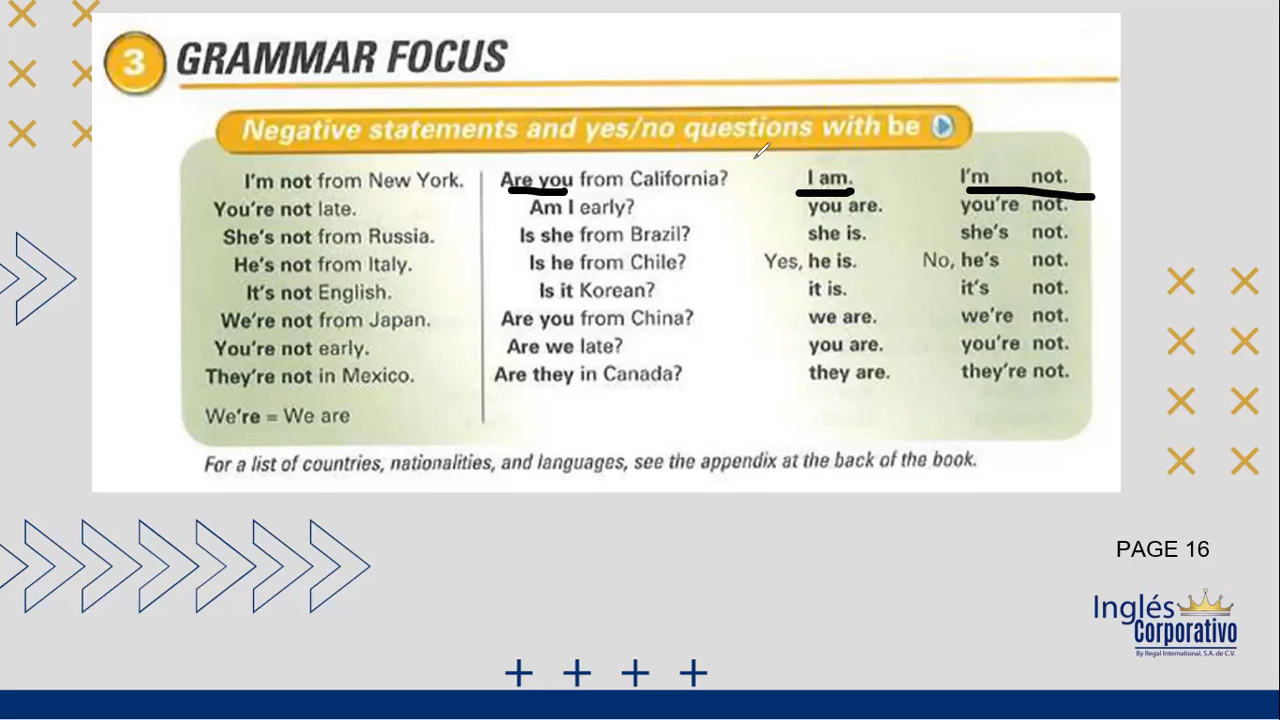 3 GRAMMAR FOCUS
Negative statements and yes/no questions with be
I'm not from New York. Are you from California? I am. I'm not.
You're not late. Am I early? you are. you're not.
She's not from Russia. Is she from Brazil? she is. she's not.
He's not from Italy. Is he from Chile? Yes, he is. No, he's not.
It's not English. Is it Korean? it is. it's not.
We're not from Japan. Are you from China? we are. we're not.
You're not early. Are we late? you are. you're not.
They're not in Mexico. Are they in Canada? they are. they're not.
We're = We are
For a list of countries, nationalities, and languages, see the appendix at the back of the book.
PAGE 16
Inglés
Corporativo
By Regal International, S.A. de C.V.